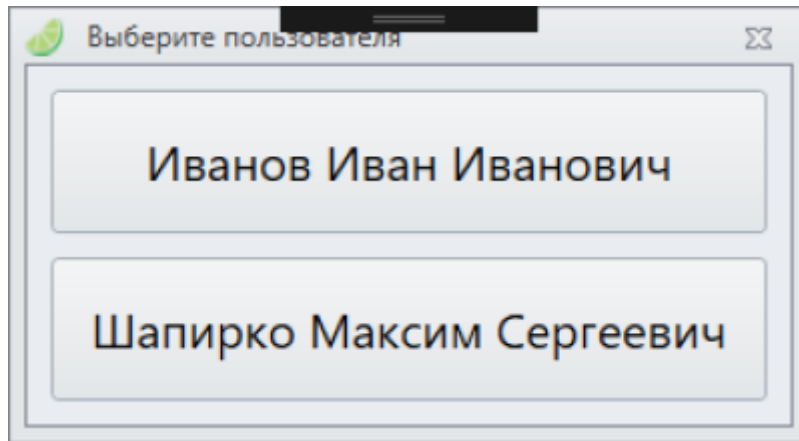 Выберите пользователя
Иванов Иван Иванович
Шапирко Максим Сергеевич